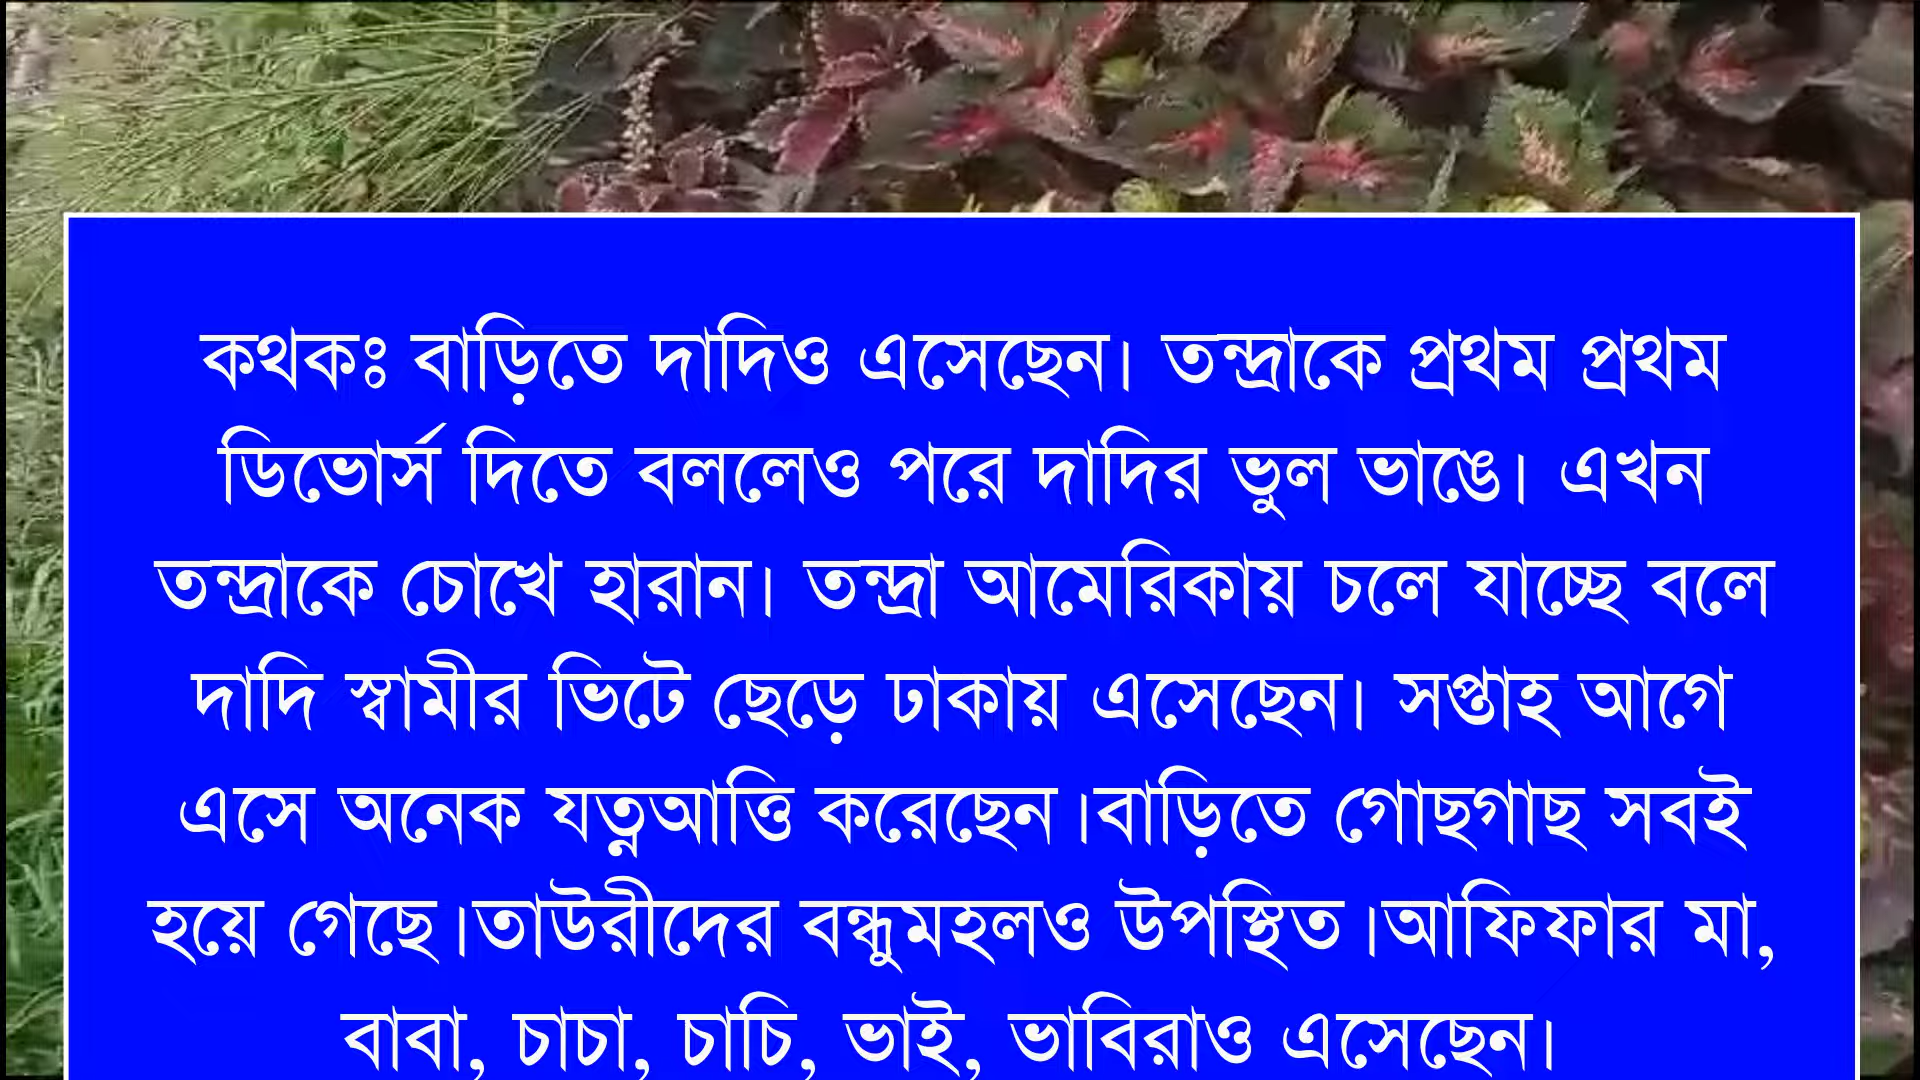 কথকঃ বাড়িতে দাদিও এসেছেন। তন্দ্রাকে প্রথম প্রথম
ডিভোর্স দিতে বললেও পরে দাদির ভুল ভাঙে। এখন
তন্দ্রাকে চোখে হারান। তন্দ্রা আমেরিকায় চলে যাচ্ছে বলে
দাদি স্বামীর ভিটে ছেড়ে ঢাকায় এসেছেন। সপ্তাহ আগে
এসে অনেক যত্নআত্তি করেছেন।বাড়িতে গোছগাছ সবই
হয়ে গেছে।তাউরীদের বন্ধুমহলও উপস্থিত।আফিফার মা,
বাবা, চাচা, চাচি, ভাই, ভাবিরাও এসেছেন।